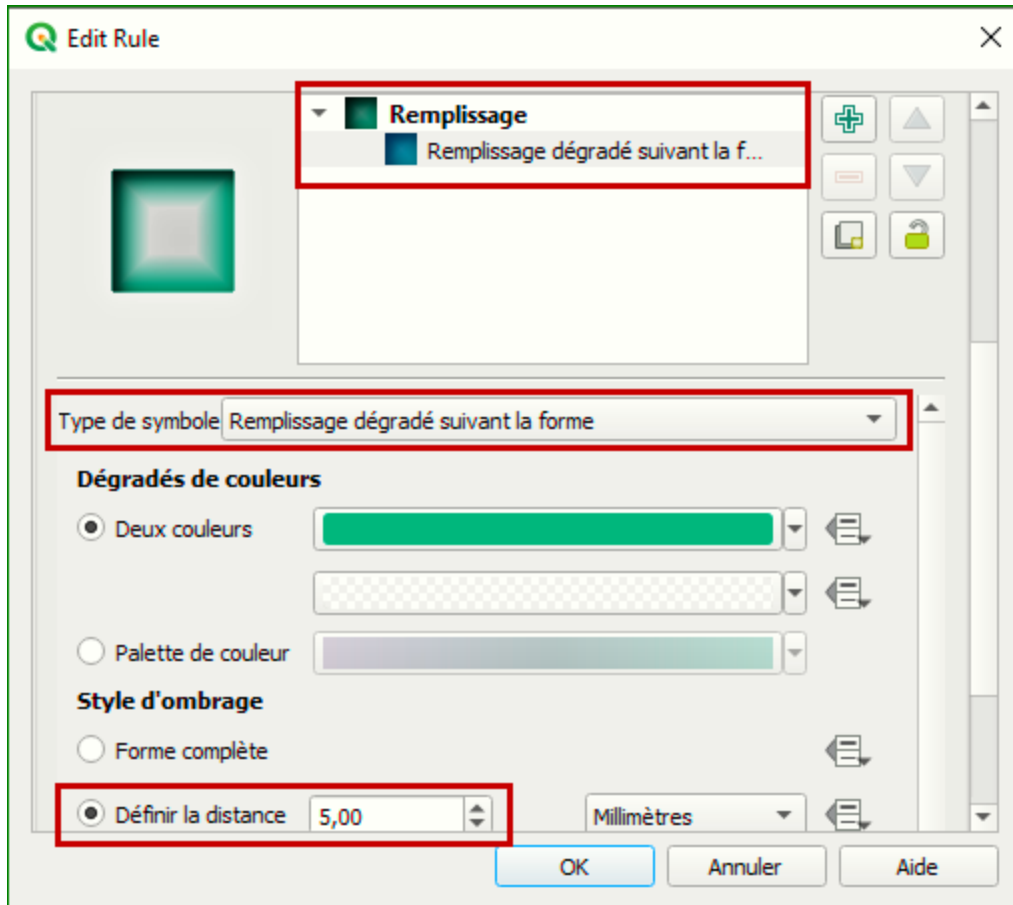 Edit Rule
Remplissage
Remplissage dégradé suivant la f...
Type de symbole Remplissage dégradé suivant la forme
Dégradés de couleurs
Deux couleurs
Palette de couleur
Style d'ombrage
Forme complète
Définir la distance 5,00 Millimètres
OK Annuler Aide